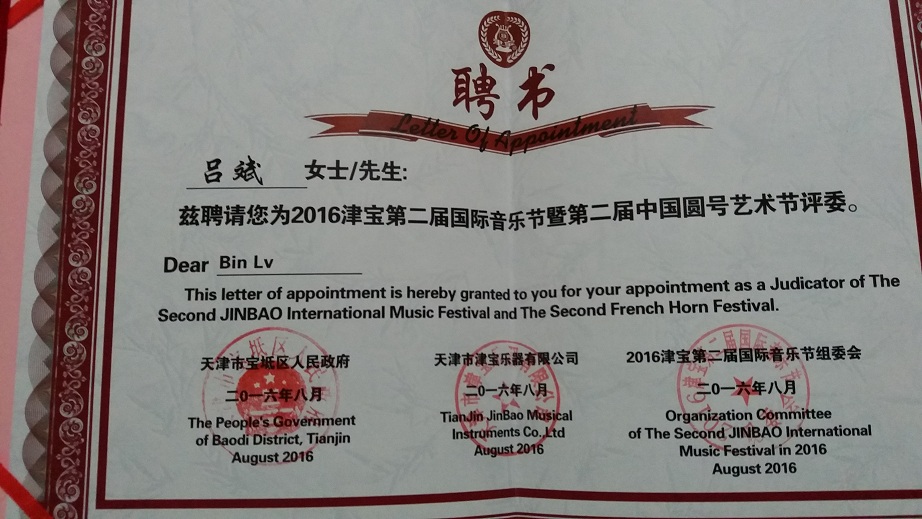 聘书
Letter Of Appointment
吕斌 女士/先生:
兹聘请您为2016津宝第二届国际音乐节暨第二届中国圆号艺术节评委。
Dear Bin Lv
This letter of appointment is hereby granted to you for your appointment as a Judicator of The
Second JINBAO International Music Festival and The Second French Horn Festival.
天津市宝坻区人民政府
二〇一六年八月
The People's Government
of Baodi District, Tianjin
August 2016
天津市津宝乐器有限公司
二〇一六年八月
TianJin JinBao Musical
Instruments Co.,Ltd
August 2016
2016津宝第二届国际音乐节组委会
二〇一六年八月
Organization Committee
of The Second JINBAO International
Music Festival in 2016
August 2016